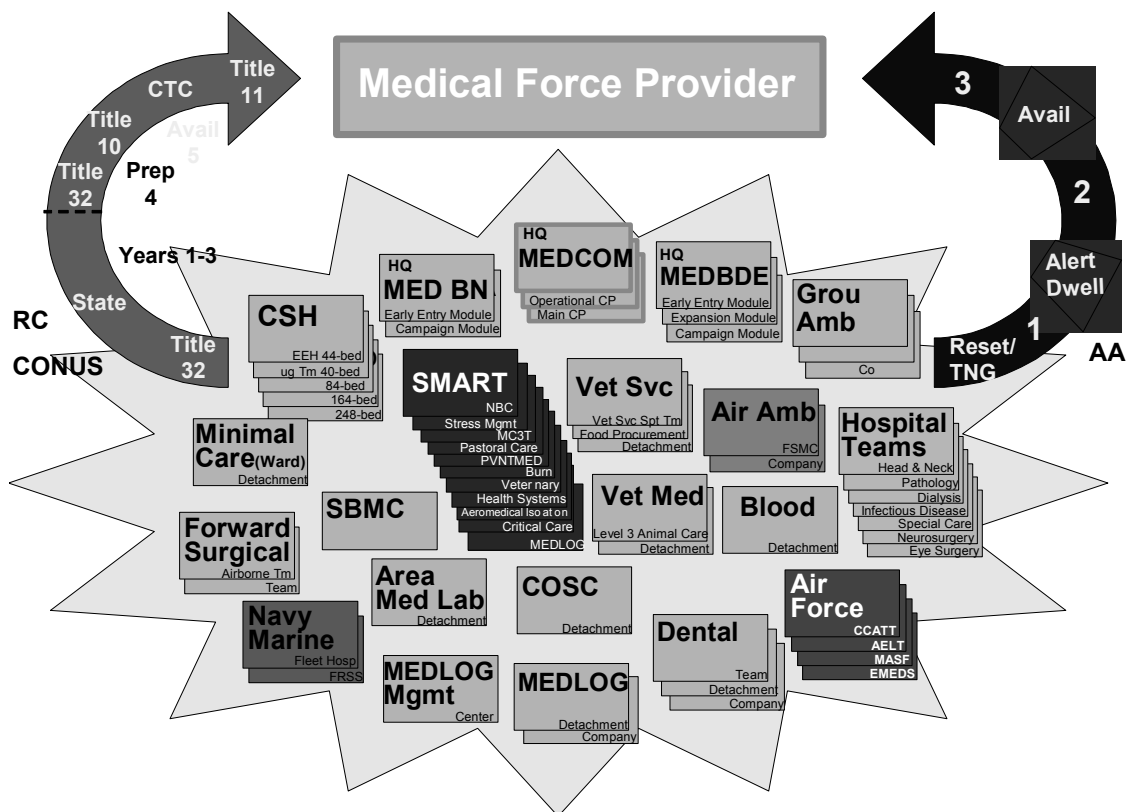 Medical Force Provider
Title
11
CTC
Title
10
Avail
5
Title
32
Prep
4
Years 1-3
State
RC
CONUS
Title
32
3
Avail
2
Alert
Dwell
1
AA
Reset/
TNG
HQ
MEDCOM
Operational CP
Main CP
HQ
MED BN
Early Entry Module
Campaign Module
HQ
MEDBDE
Early Entry Module
Expansion Module
Campaign Module
Grou
Amb
Co
CSH
EEH 44-bed
ug Tm 40-bed
84-bed
164-bed
248-bed
SMART
NBC
Stress Mgmt
MC3T
Pastoral Care
PVNTMED
Burn
Veter nary
Health Systems
Aeromedical Iso at on
Critical Care
MEDLOG
Vet Svc
Vet Svc Spt Tm
Food Procurement
Detachment
Air Amb
FSMC
Company
Hospital
Teams
Head & Neck
Pathology
Dialysis
Infectious Disease
Special Care
Neurosurgery
Eye Surgery
Minimal
Care(Ward)
Detachment
SBMC
Vet Med
Level 3 Animal Care
Detachment
Blood
Detachment
Forward
Surgical
Airborne Tm
Team
Area
Med Lab
Detachment
COSC
Detachment
Air
Force
CCATT
AELT
MASF
EMEDS
Navy
Marine
Fleet Hosp
FRSS
MEDLOG
Mgmt
Center
MEDLOG
Detachment
Company
Dental
Team
Detachment
Company